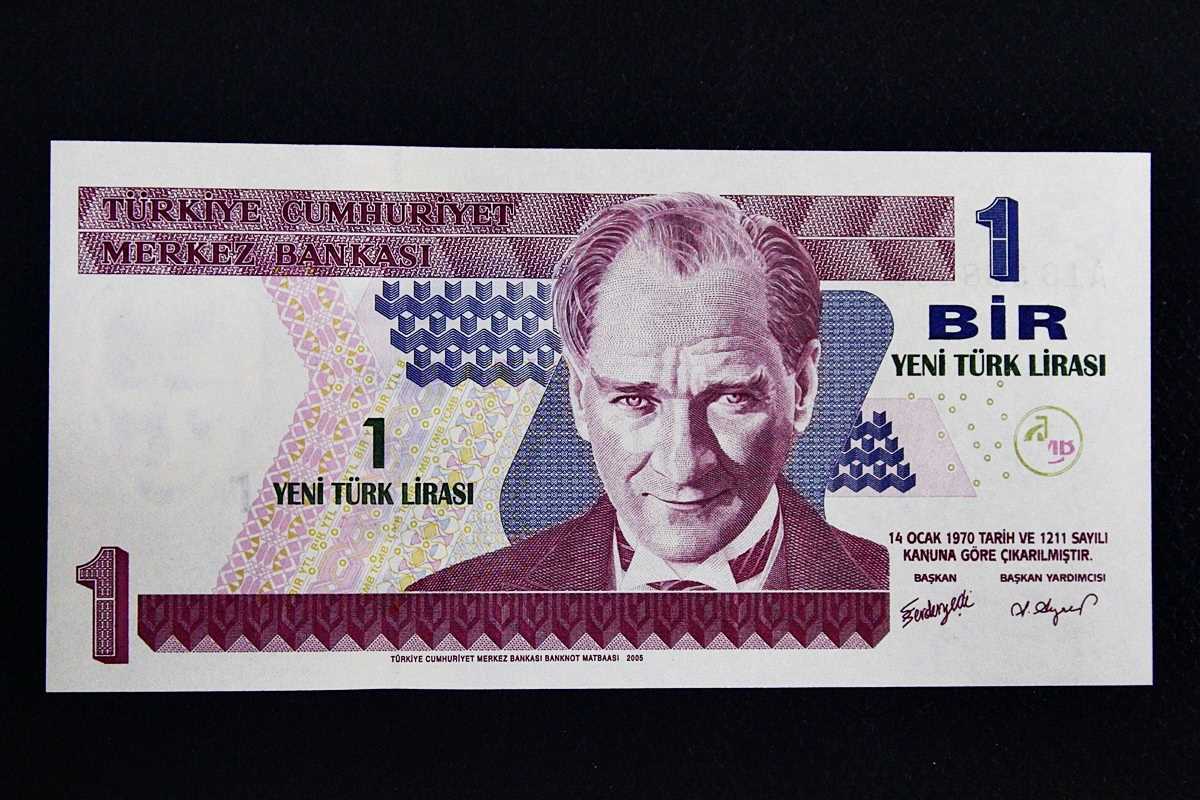 TÜRKİYE CUMHURİYET
MERKEZ BANKASI
1
BİR
YENİ TÜRK LİRASI
1
YENİ TÜRK LİRASI
14 OCAK 1970 TARİH VE 1211 SAYILI
KANUNA GÖRE ÇIKARILMIŞTIR.
BAŞKAN BAŞKAN YARDIMCISI
1
TÜRKİYE CUMHURİYET MERKEZ BANKASI BANKNOT MATBAASI 2005